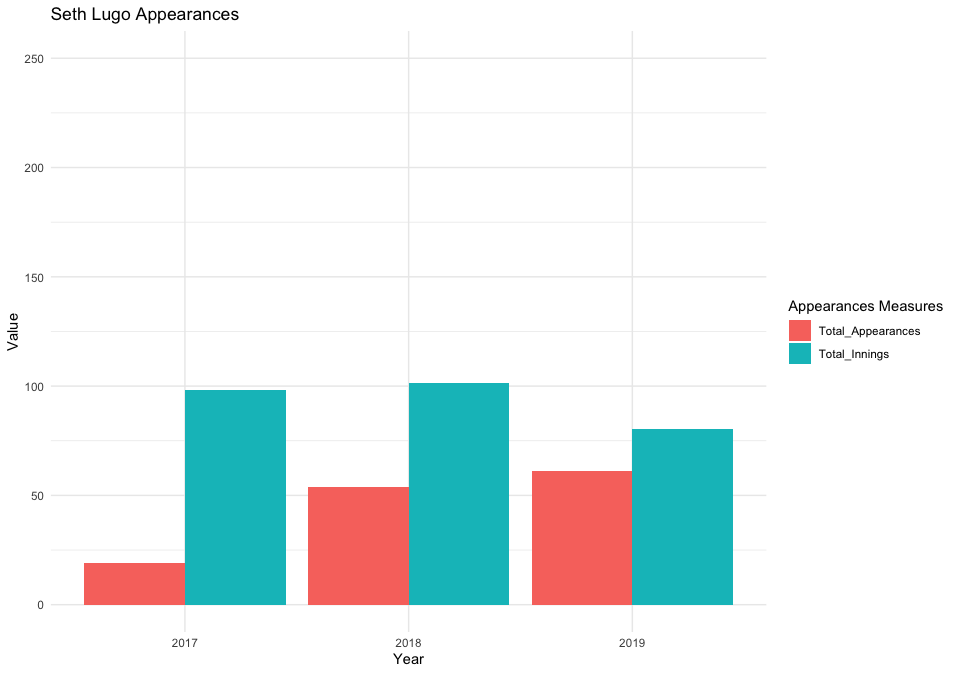 Seth Lugo Appearances
250
200
150
100
50
0
Value
2017 2018 2019
Year
Appearances Measures
Total_Appearances
Total_Innings